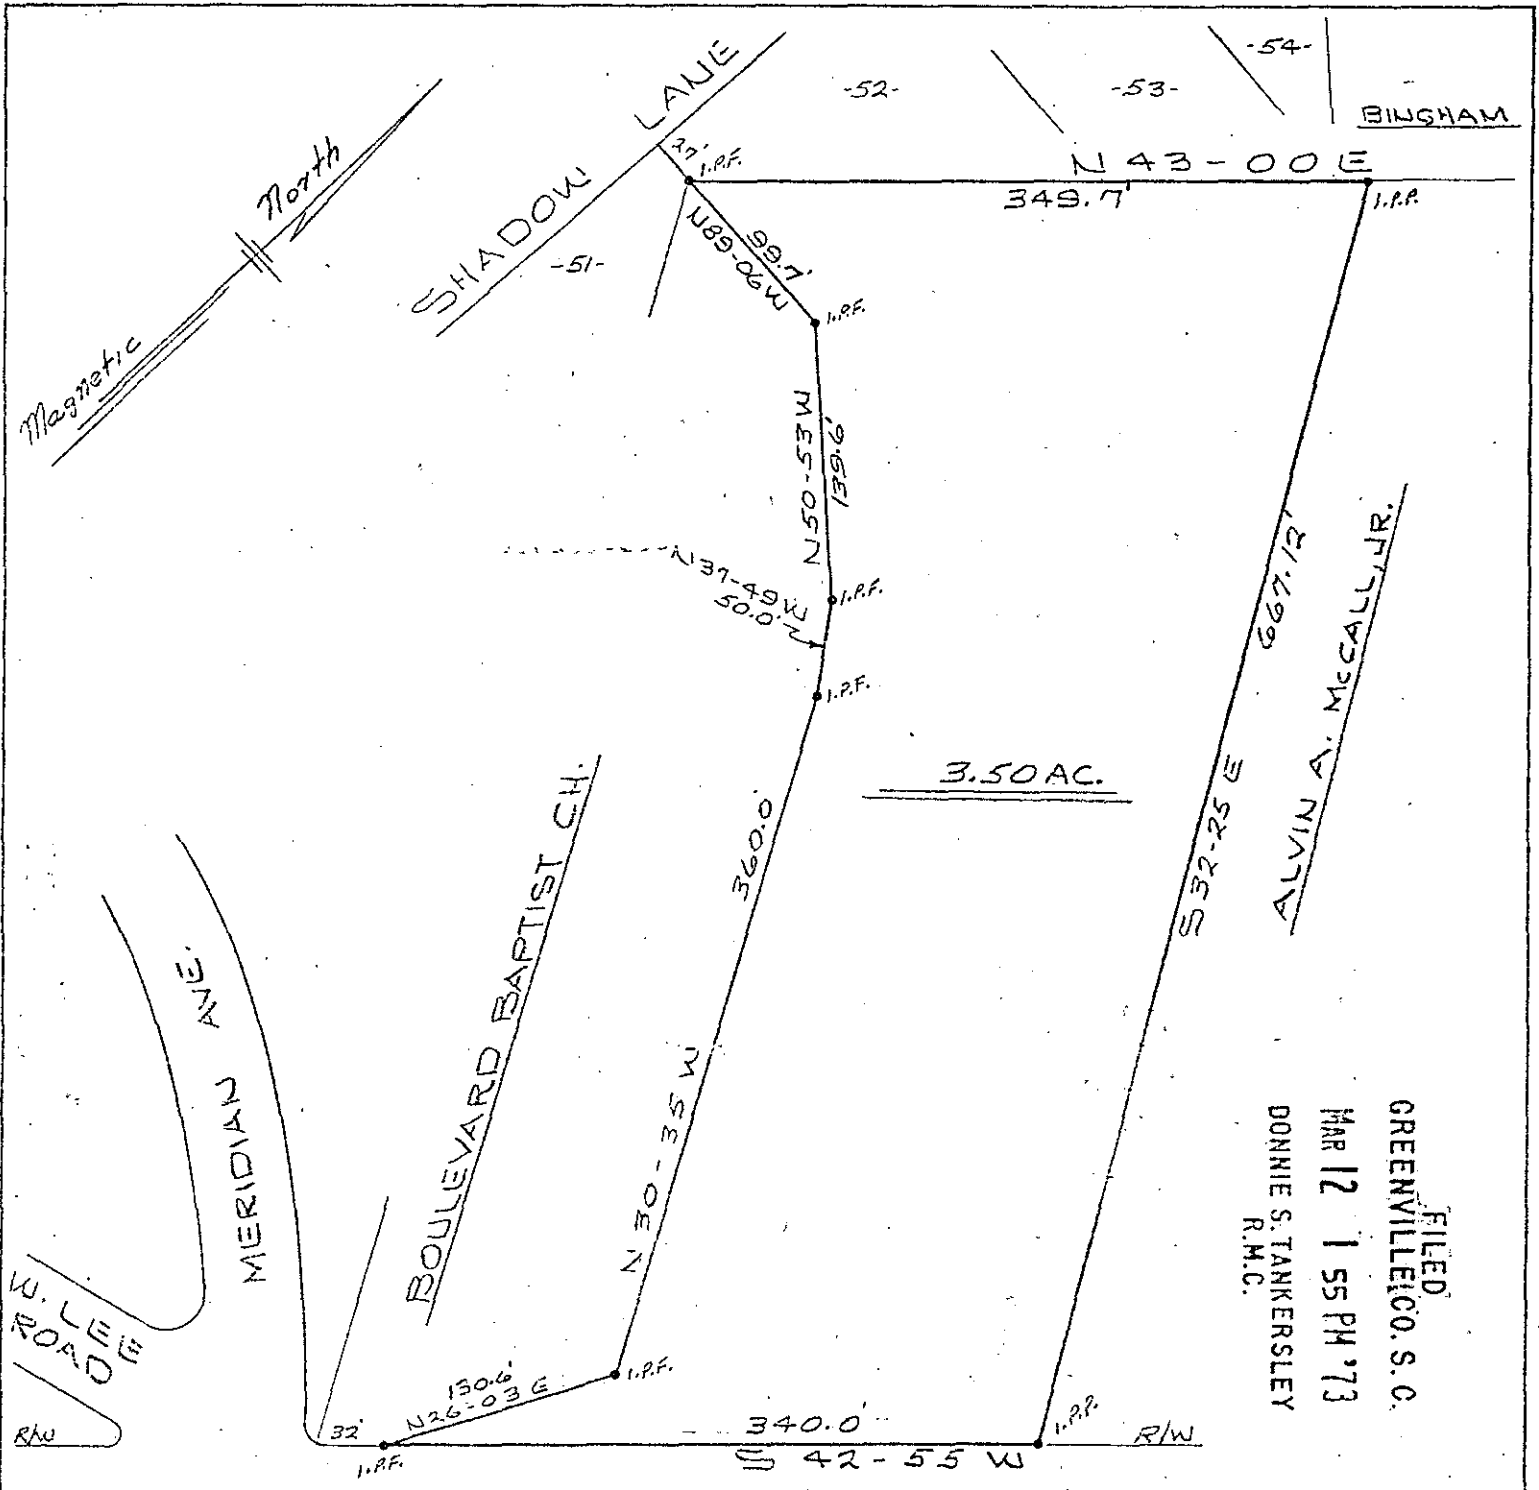 -54-
-52-
-53-
BINGHAM
SHADOW LANE
27'
I.P.F.
N 43-00 E
349.7'
I.P.P.
Magnetic North
-51-
99.7'
N89-06W
I.P.F.
N50-53W
139.6'
N37-49W
50.0'
I.P.F.
I.P.F.
3.50 AC.
S 32-25 E 667.12'
ALVIN A. McCALL, JR.
BOULEVARD BAPTIST CH.
N 30-35 W 360.0'
MERIDIAN AVE.
W. LEE
ROAD
R/W
32'
130.6'
N26-03 E
I.P.F.
I.P.F.
340.0'
S 42-55 W
I.P.P.
R/W
FILED
GREENVILLE CO. S. C.
MAR 12 1 55 PM '73
DONNIE S. TANKERSLEY
R.M.C.